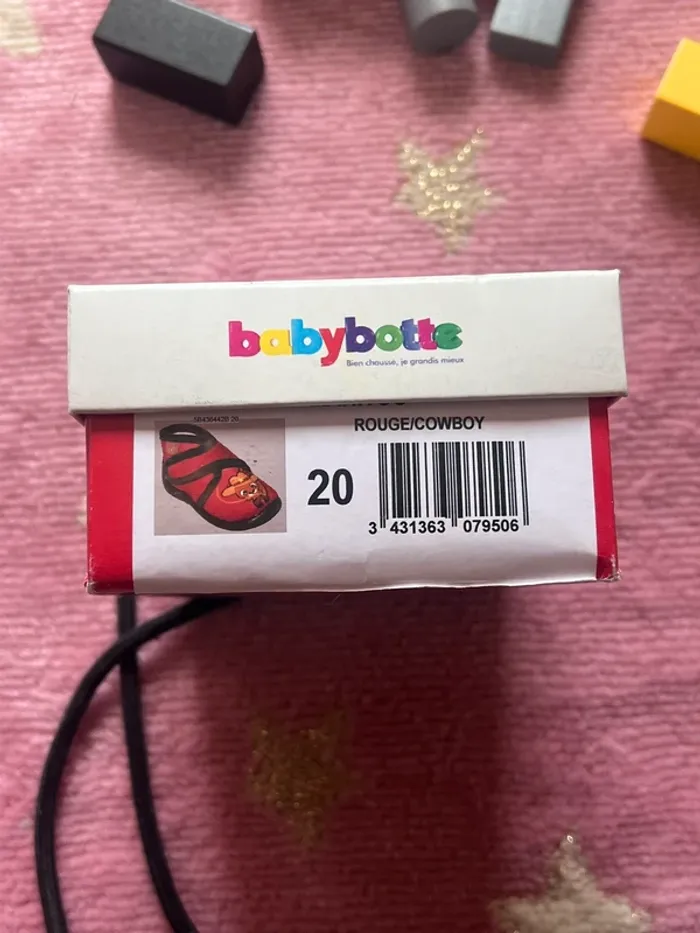 babybotte
Bien chaussé, je grandis mieux
ROUGE/COWBOY
20
3 431363 079506